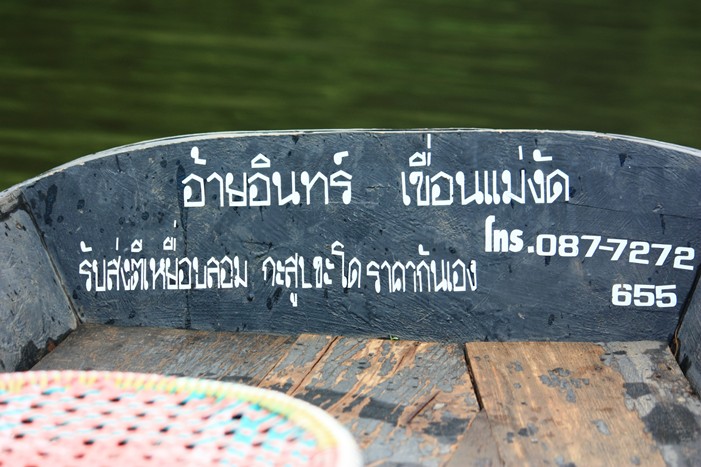 อ้ายอินทร์ เขื่อนแม่งัด
โทร.087-7272
655
รับส่งตีเหยื่อปลอม กะสูบชะโด ราคากันเอง